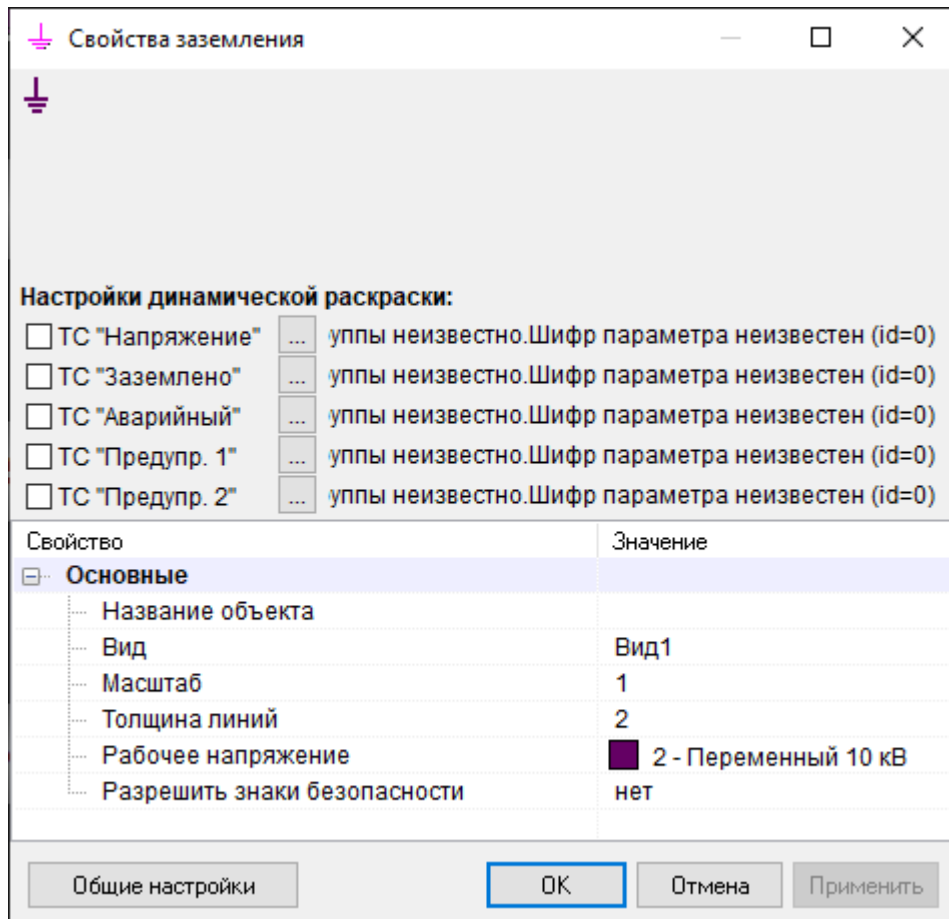 Свойства заземления
Настройки динамической раскраски:
ТС "Напряжение" ... уппы неизвестно.Шифр параметра неизвестен (id=0)
ТС "Заземлено" ... уппы неизвестно.Шифр параметра неизвестен (id=0)
ТС "Аварийный" ... уппы неизвестно.Шифр параметра неизвестен (id=0)
ТС "Предупр. 1" ... уппы неизвестно.Шифр параметра неизвестен (id=0)
ТС "Предупр. 2" ... уппы неизвестно.Шифр параметра неизвестен (id=0)
Свойство Значение
Основные
Название объекта
Вид Вид1
Масштаб 1
Толщина линий 2
Рабочее напряжение 2 - Переменный 10 кВ
Разрешить знаки безопасности нет
Общие настройки OK Отмена Применить